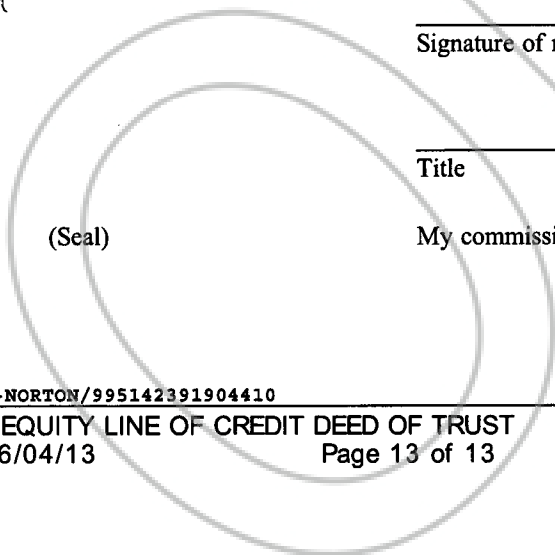 Signature of
Title
(Seal)
My commissi
-NORTON/995142391904410
EQUITY LINE OF CREDIT DEED OF TRUST
6/04/13 Page 13 of 13